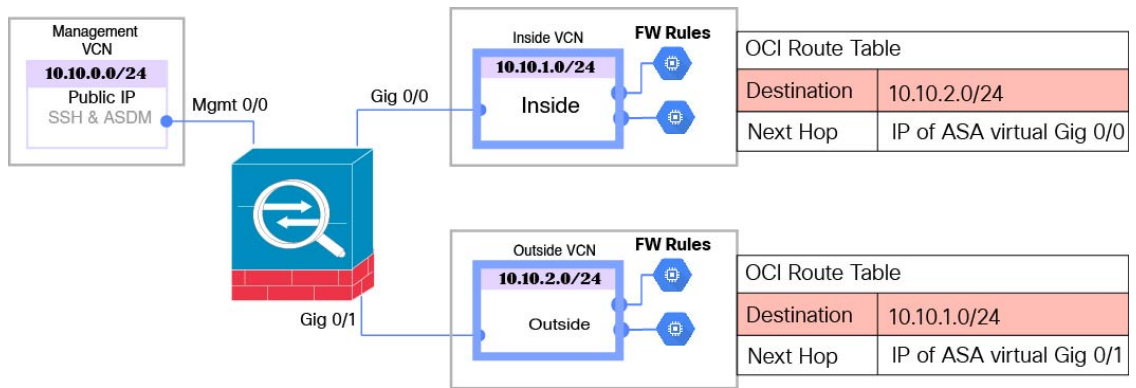 Management
VCN
10.10.0.0/24
Public IP
SSH & ASDM
Mgmt 0/0
Gig 0/0
Inside VCN
10.10.1.0/24
Inside
FW Rules
OCI Route Table
Destination 10.10.2.0/24
Next Hop IP of ASA virtual Gig 0/0
Gig 0/1
Outside VCN
10.10.2.0/24
Outside
FW Rules
OCI Route Table
Destination 10.10.1.0/24
Next Hop IP of ASA virtual Gig 0/1